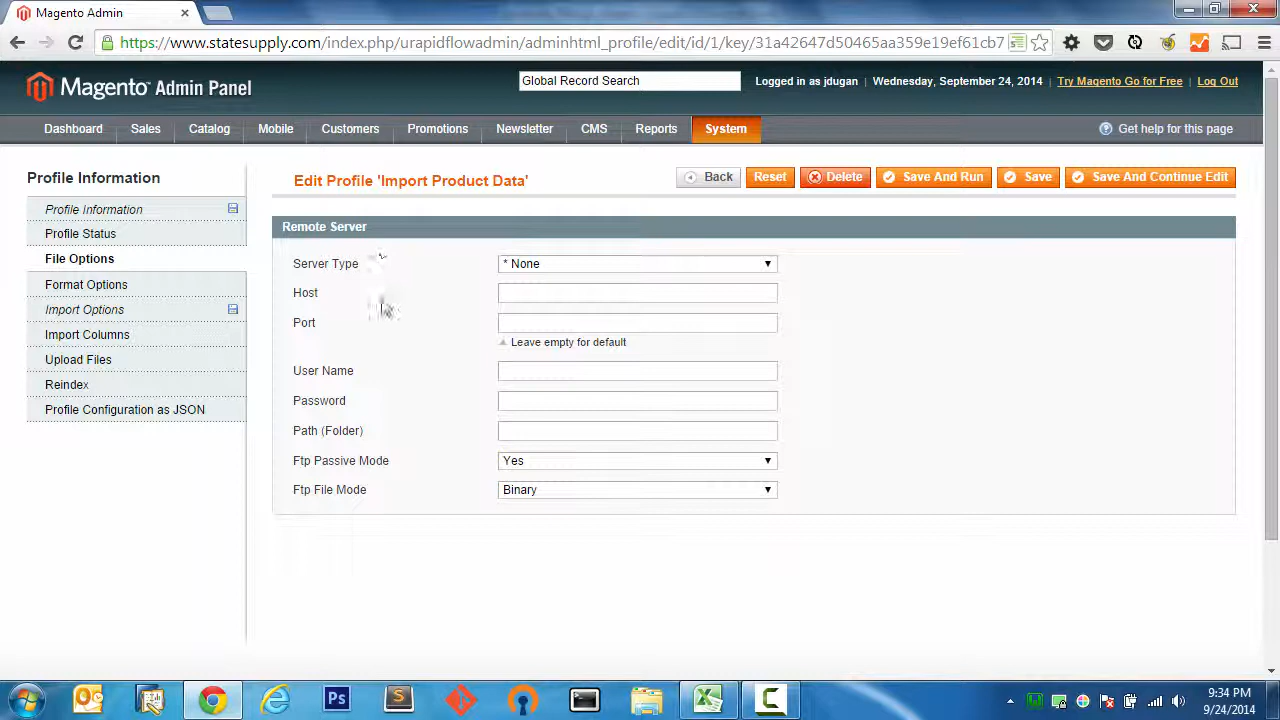 Magento Admin
https://www.statesupply.com/index.php/urapidflowadmin/adminhtml_profile/edit/id/1/key/31a42647d50465aa359e19ef61cb7
Magento™ Admin Panel
Global Record Search
Logged in as jdugan
Wednesday, September 24, 2014
Try Magento Go for Free
Log Out
Dashboard
Sales
Catalog
Mobile
Customers
Promotions
Newsletter
CMS
Reports
System
Get help for this page
Profile Information
Profile Information
Profile Status
File Options
Format Options
Import Options
Import Columns
Upload Files
Reindex
Profile Configuration as JSON
Edit Profile 'Import Product Data'
Back
Reset
Delete
Save And Run
Save
Save And Continue Edit
Remote Server
Server Type
* None
Host
Port
Leave empty for default
User Name
Password
Path (Folder)
Ftp Passive Mode
Yes
Ftp File Mode
Binary
Ps
S
C
9:34 PM
9/24/2014